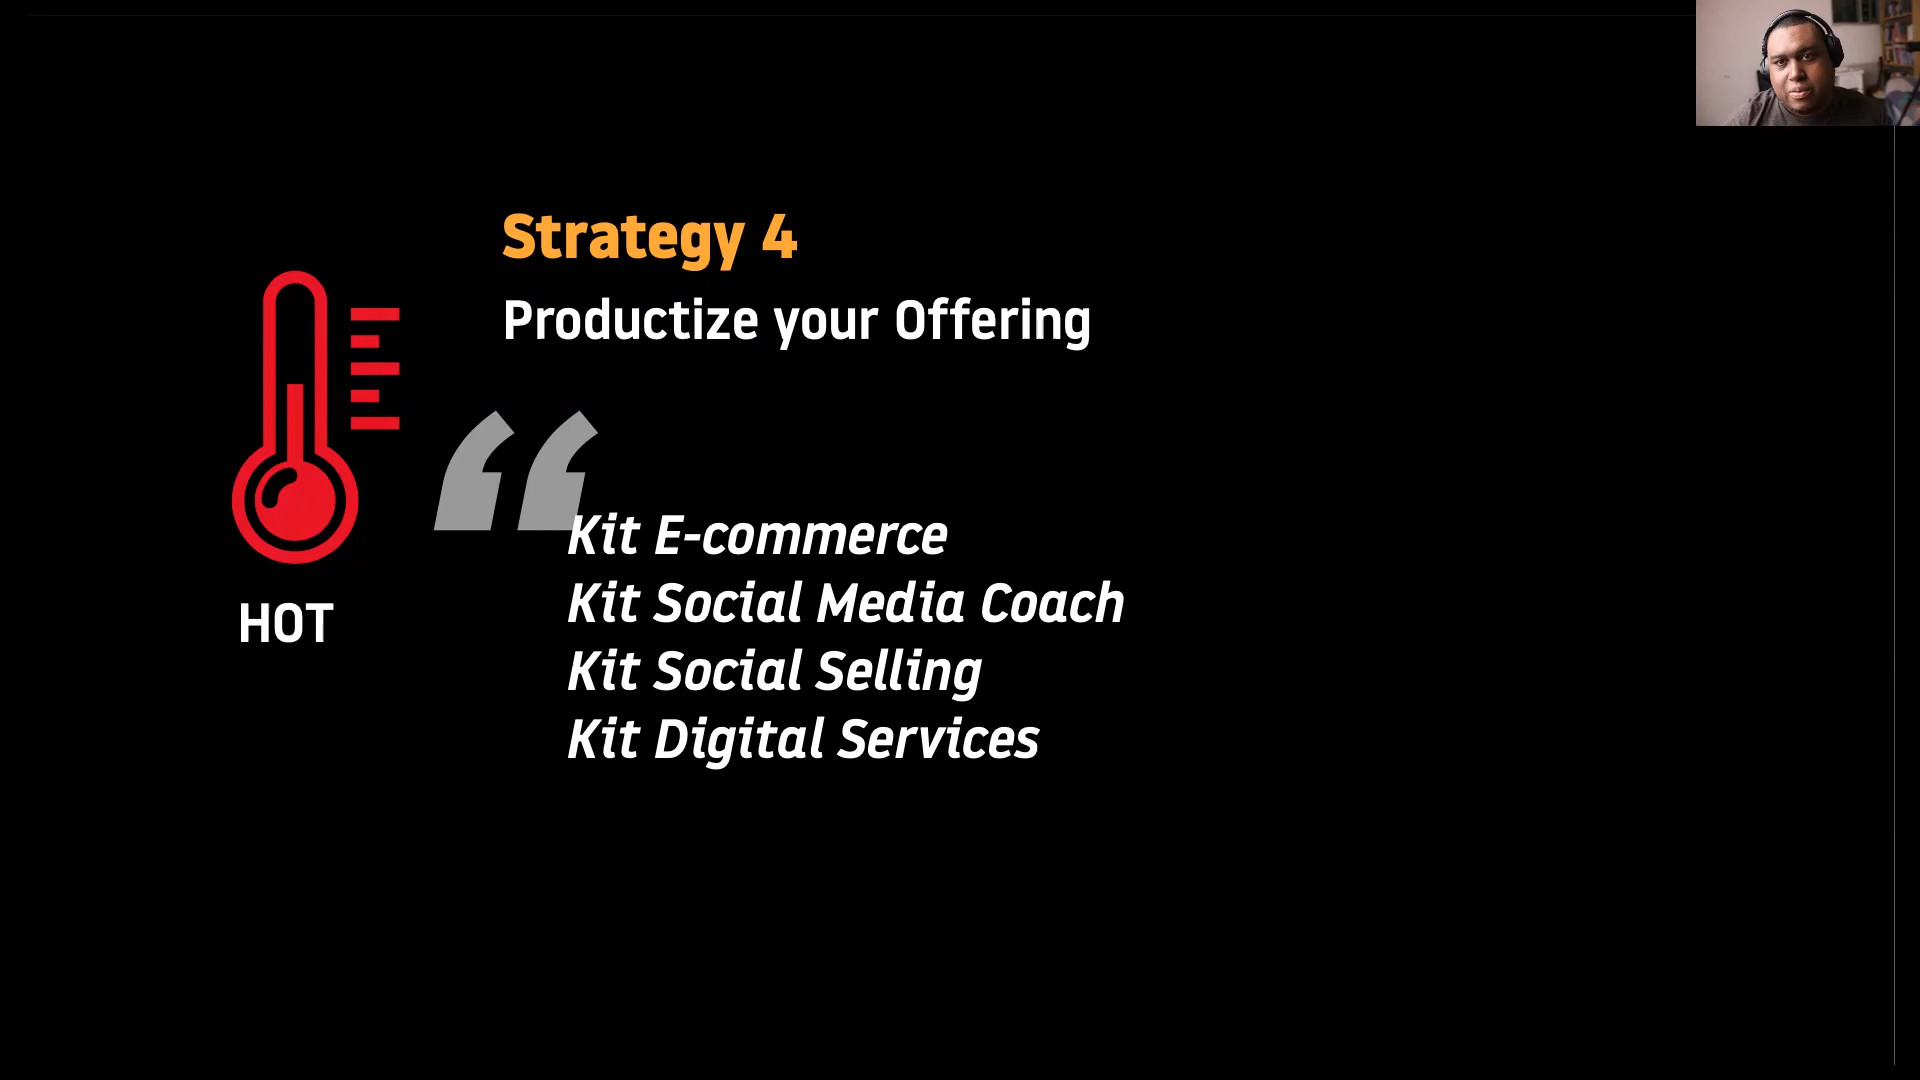 Strategy 4
Productize your Offering
Kit E-commerce
Kit Social Media Coach
Kit Social Selling
Kit Digital Services
HOT